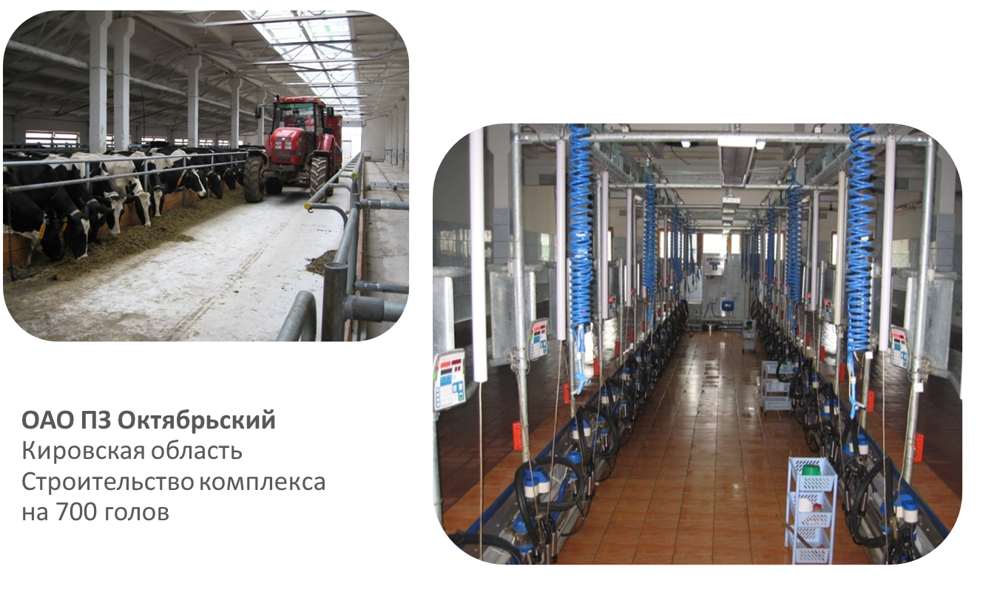 ОАО ПЗ Октябрьский
Кировская область
Строительство комплекса
на 700 голов